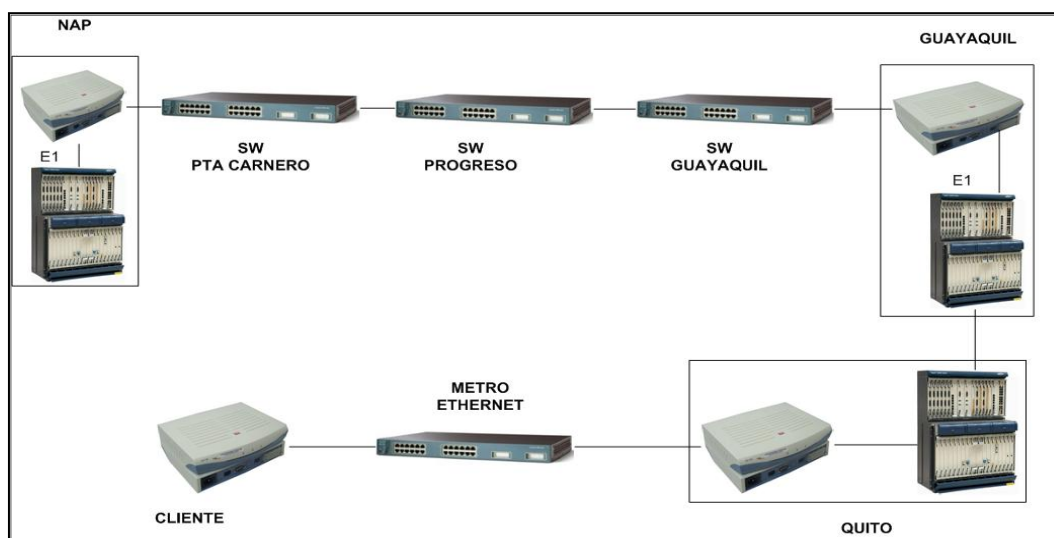 NAP
GUAYAQUIL
E1
SW
PTA CARNERO
SW
PROGRESO
SW
GUAYAQUIL
E1
METRO
ETHERNET
CLIENTE
QUITO